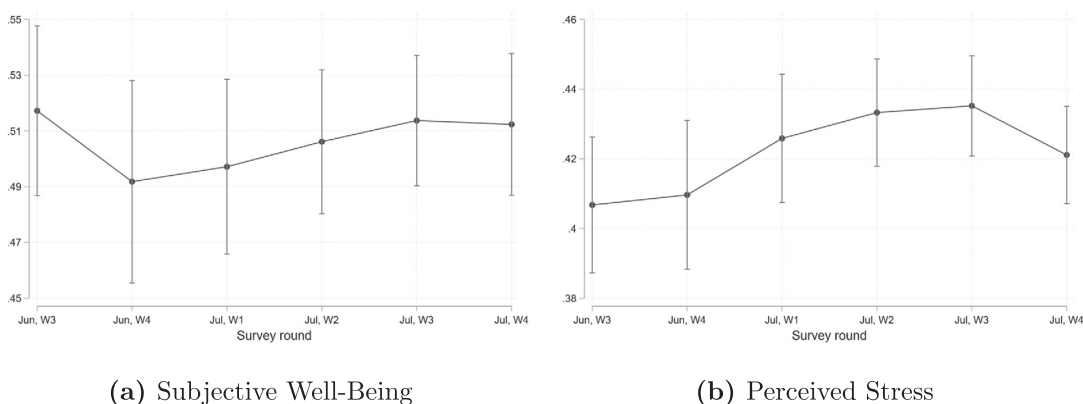 .55
.53
.51
.49
.47
.45
Jun, W3 Jun, W4 Jul, W1 Jul, W2 Jul, W3 Jul, W4
Survey round
(a) Subjective Well-Being
.46
.44
.42
.4
.38
Jun, W3 Jun, W4 Jul, W1 Jul, W2 Jul, W3 Jul, W4
Survey round
(b) Perceived Stress